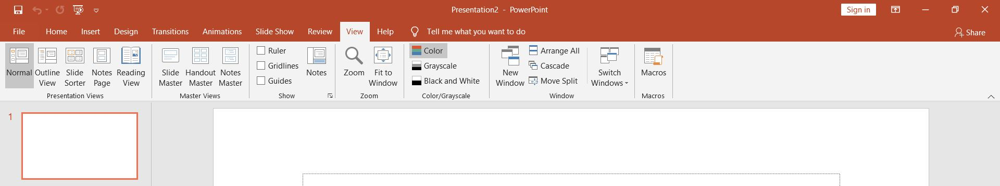 Presentation2 - PowerPoint
Sign in
File Home Insert Design Transitions Animations Slide Show Review View Help Tell me what you want to do Share
Normal
Outline View
Slide Sorter
Notes Page
Reading View
Presentation Views
Slide Master
Handout Master
Notes Master
Master Views
Ruler
Gridlines
Guides
Notes
Show
Zoom
Fit to Window
Zoom
Color
Grayscale
Black and White
Color/Grayscale
New Window
Arrange All
Cascade
Move Split
Switch Windows
Window
Macros
Macros
1